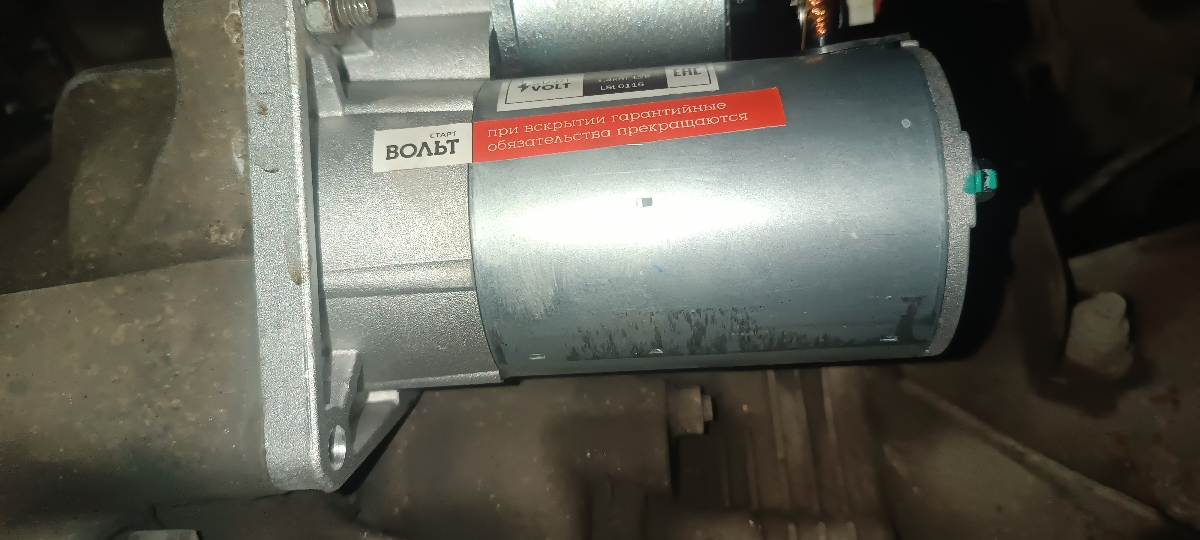 VOLT
LSt 0116
EAC
СТАРТ
ВОЛЬТ
при вскрытии гарантийные
обязательства прекращаются